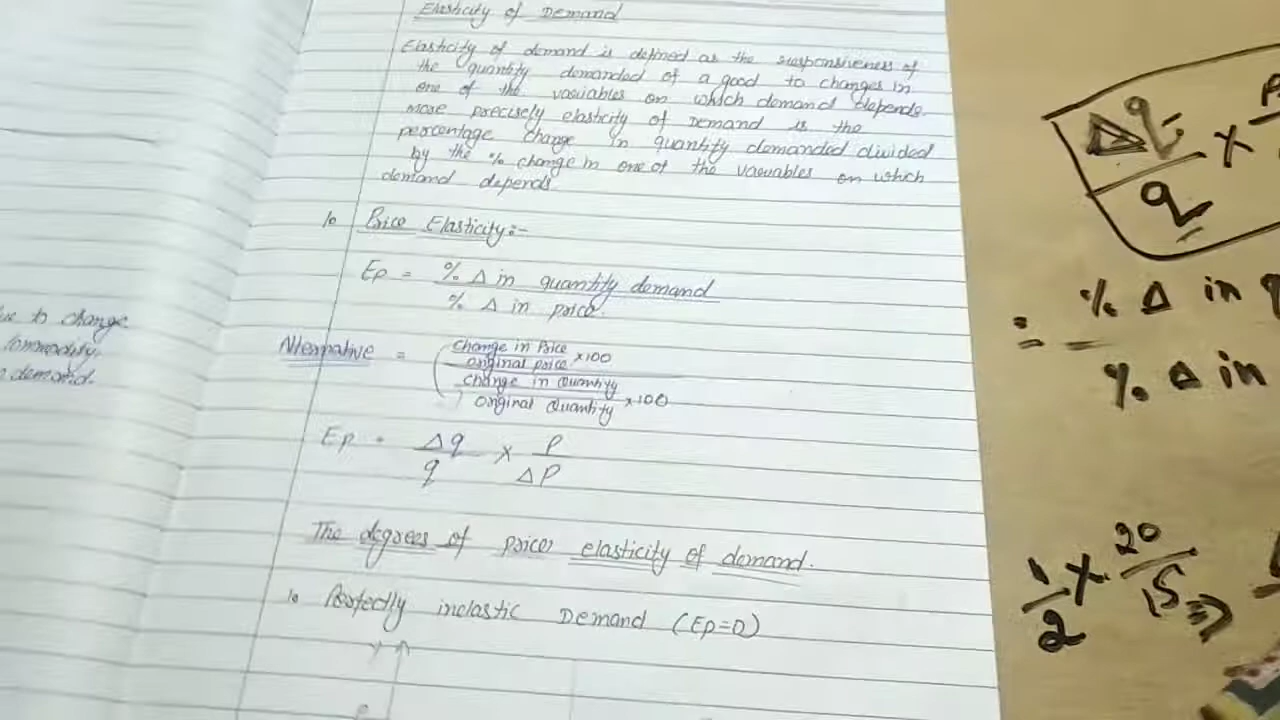 Elasticity of Demand
Elasticity of demand is defined as the responsiveness of
the quantity demanded of a good to changes in
one of the variables on which demand depends.
more precisely elasticity of Demand is the
percentage change in quantity demanded divided
by the % change in one of the variables on which
demand depends.
1. Price Elasticity:-
Ep = % Δ in quantity demand
% Δ in price.
Alternative = (change in Price
original price ×100
change in Quantity
original Quantity ×100
Ep = Δq × P
q ΔP
The degrees of price elasticity of demand.
1. Perfectly inelastic Demand (Ep=0)
to change
commodity,
demand.
Δq ×
q
= % Δ in
% Δ in
1 × 20
2 15 ⇒